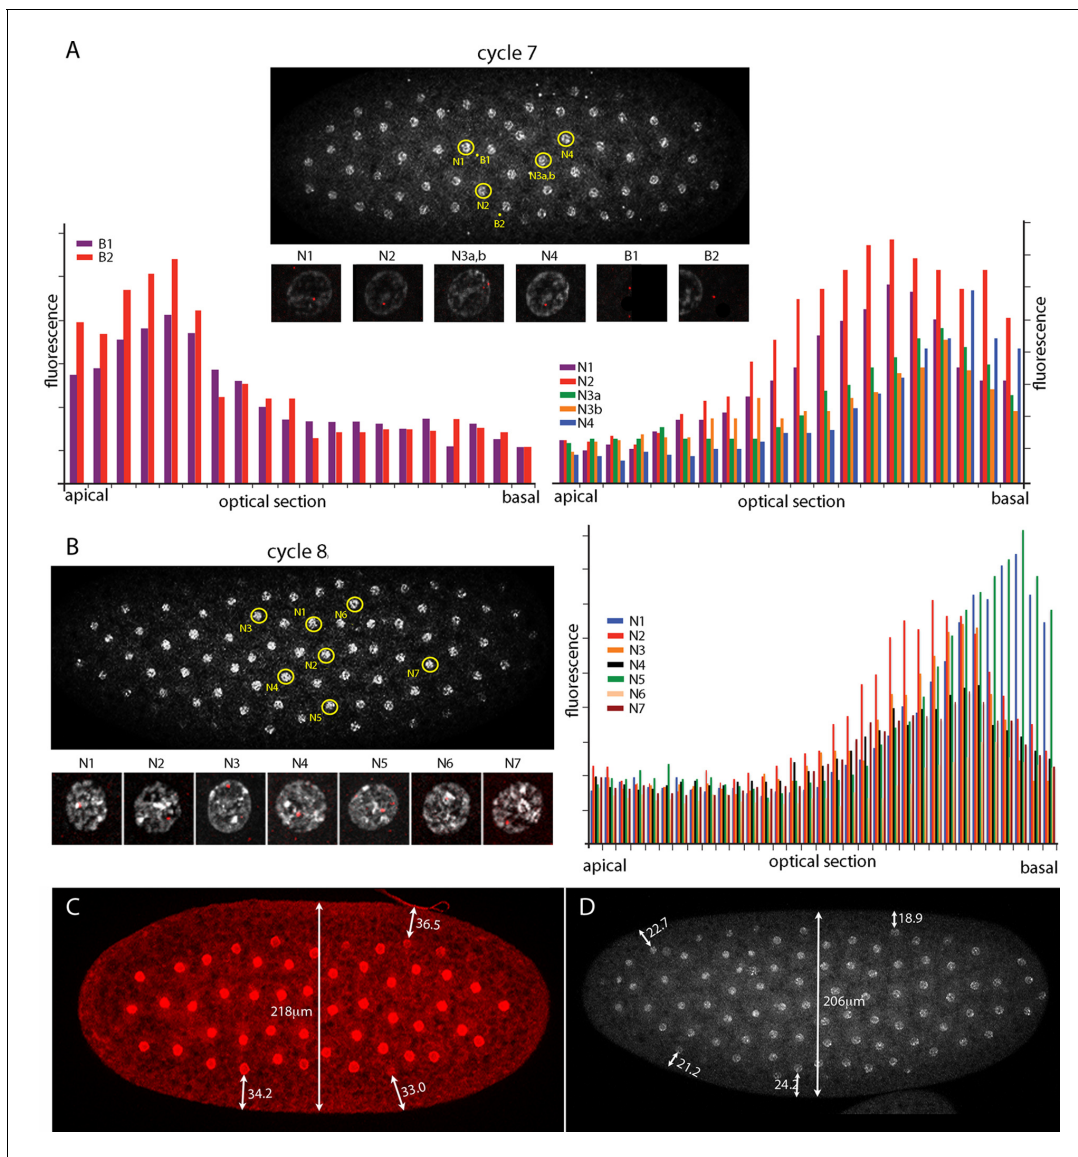 A
cycle 7
N1
B1
N4
N3a,b
N2
B2
B1
B2
N1 N2 N3a,b N4 B1 B2
fluorescence
fluorescence
N1
N2
N3a
N3b
N4
apical optical section basal
apical optical section basal
B
cycle 8
N3
N1
N6
N2
N4
N7
N5
N1 N2 N3 N4 N5 N6 N7
fluorescence
N1
N2
N3
N4
N5
N6
N7
apical optical section basal
C
36.5
218µm
34.2
33.0
D
22.7
18.9
206µm
21.2
24.2